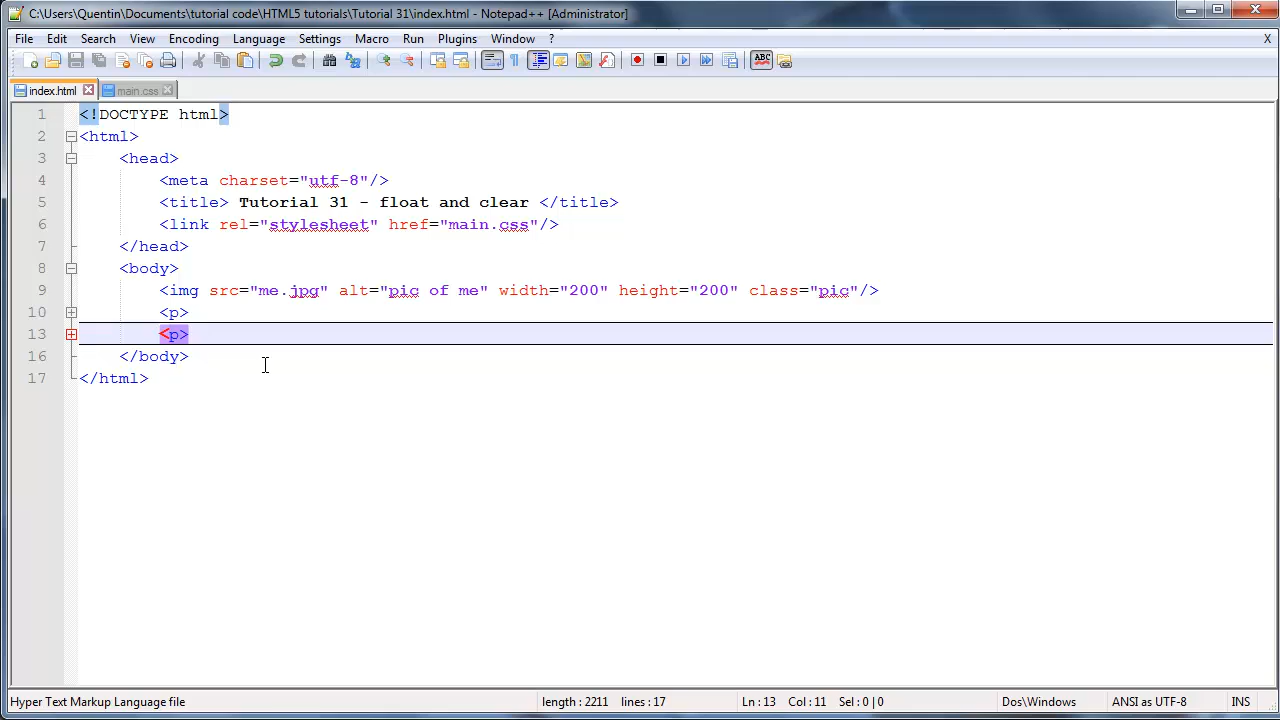 C:\Users\Quentin\Documents\tutorial code\HTML5 tutorials\Tutorial 31\index.html - Notepad++ [Administrator]
File Edit Search View Encoding Language Settings Macro Run Plugins Window ? X
ABC
index.html main.css
1 <!DOCTYPE html>
2 <html>
3 <head>
4 <meta charset="utf-8"/>
5 <title> Tutorial 31 - float and clear </title>
6 <link rel="stylesheet" href="main.css"/>
7 </head>
8 <body>
9 <img src="me.jpg" alt="pic of me" width="200" height="200" class="pic"/>
10 <p>
13 <p>
16 </body>
17 </html>
Hyper Text Markup Language file length : 2211 lines : 17 Ln : 13 Col : 11 Sel : 0 | 0 Dos\Windows ANSI as UTF-8 INS